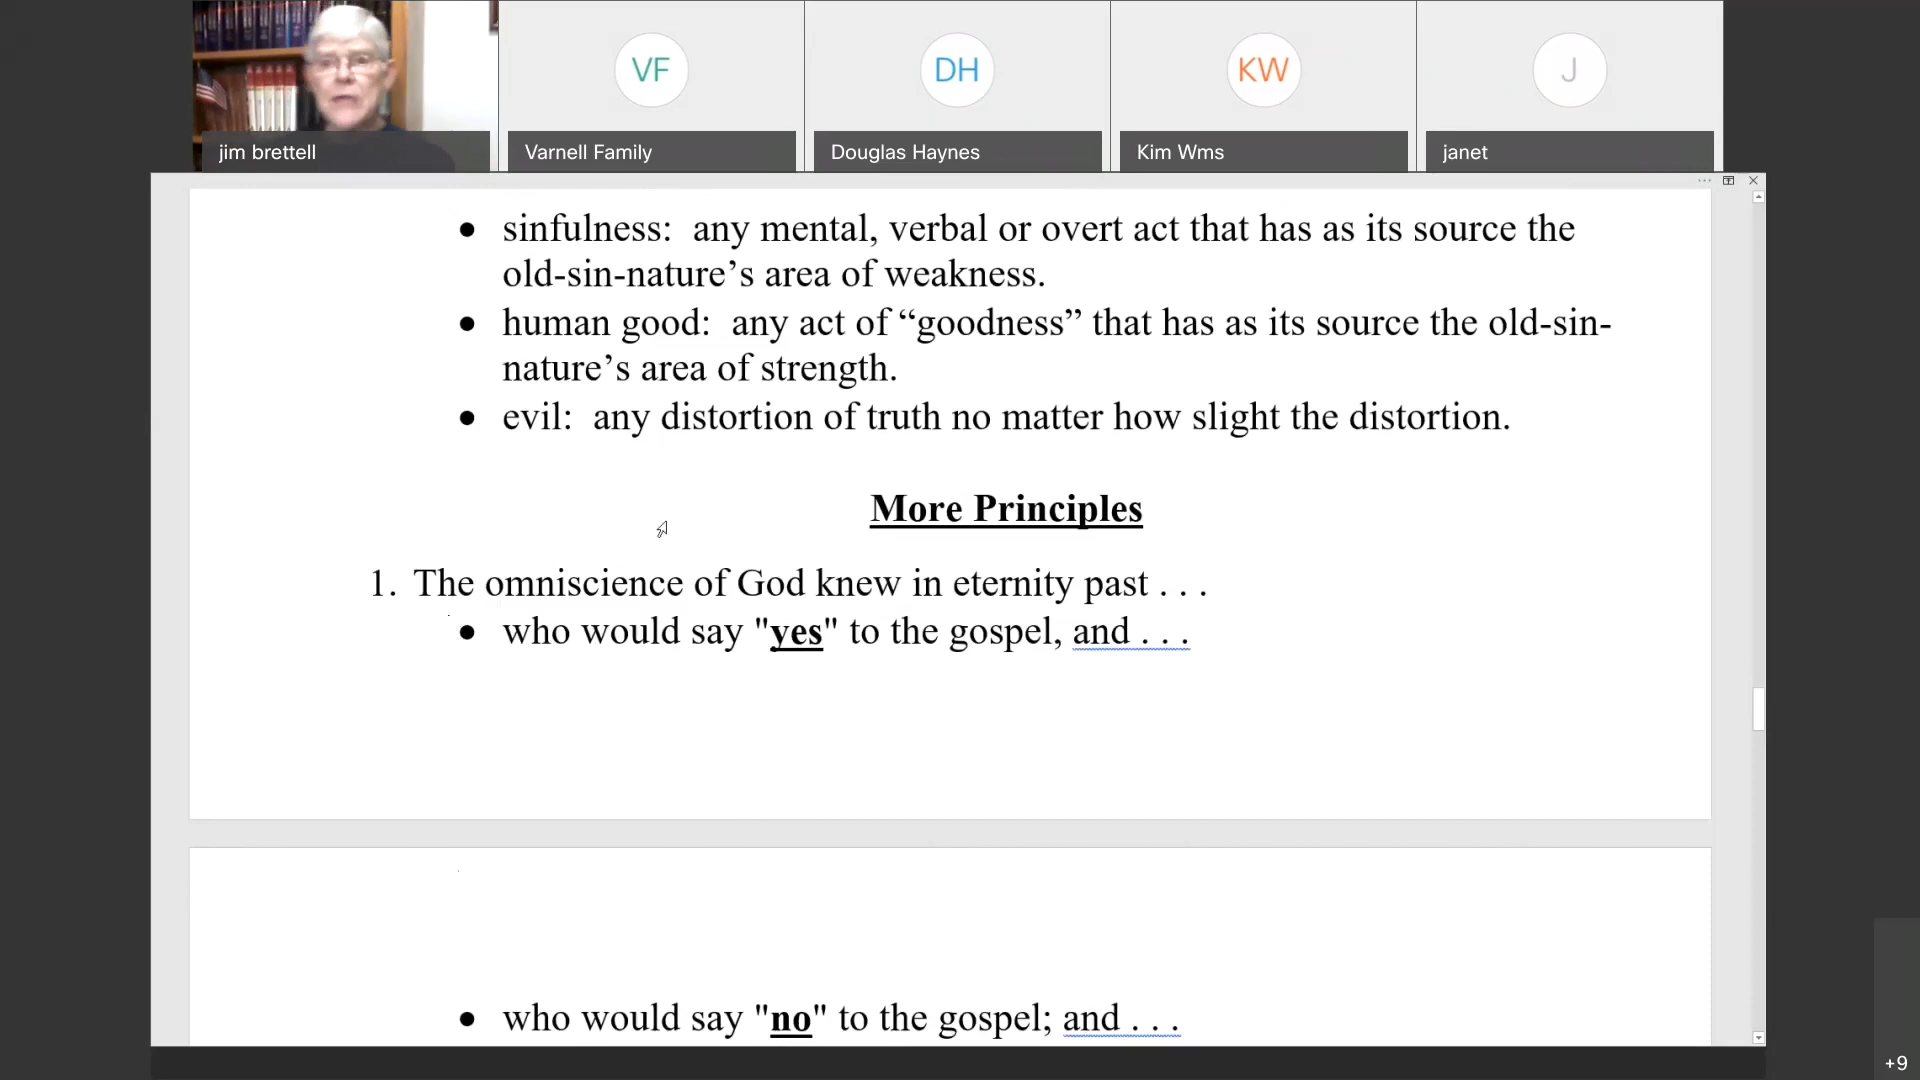 VF
DH
KW
J
jim brettell
Varnell Family
Douglas Haynes
Kim Wms
janet
• sinfulness:  any mental, verbal or overt act that has as its source the
old-sin-nature’s area of weakness.
• human good:  any act of “goodness” that has as its source the old-sin-
nature’s area of strength.
• evil:  any distortion of truth no matter how slight the distortion.
More Principles
1. The omniscience of God knew in eternity past . . .
• who would say "yes" to the gospel, and . . .
• who would say "no" to the gospel; and . . .
+9